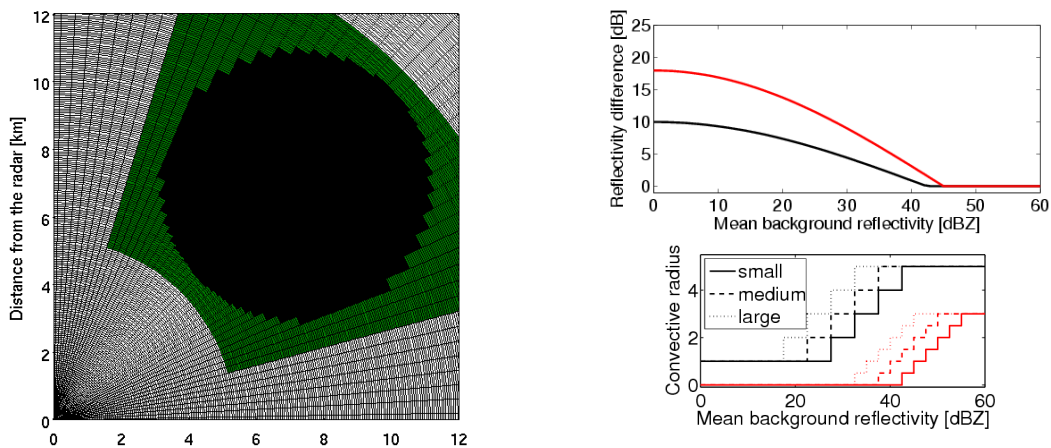 12
10
8
6
4
2
0
Distance from the radar [km]
0 2 4 6 8 10 12
25
20
15
10
5
0
Reflectivity difference [dB]
0 10 20 30 40 50 60
Mean background reflectivity [dBZ]
Convective radius
4
2
0
small
medium
large
0 20 40 60
Mean background reflectivity [dBZ]